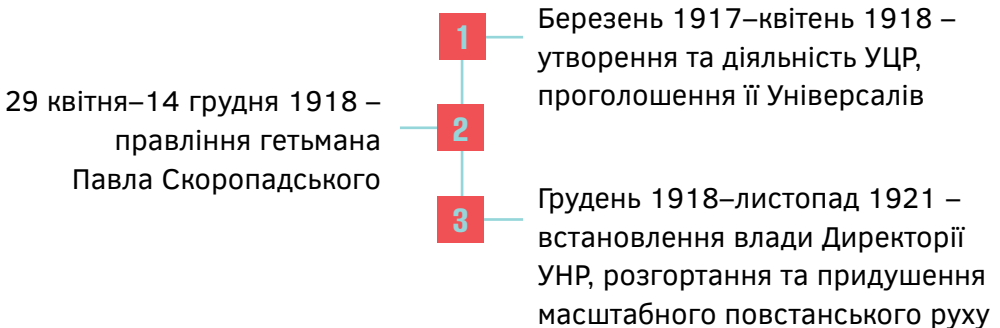 1
Березень 1917–квітень 1918 –
утворення та діяльність УЦР,
проголошення її Універсалів
29 квітня–14 грудня 1918 –
правління гетьмана
Павла Скоропадського
2
3
Грудень 1918–листопад 1921 –
встановлення влади Директорії
УНР, розгортання та придушення
масштабного повстанського руху